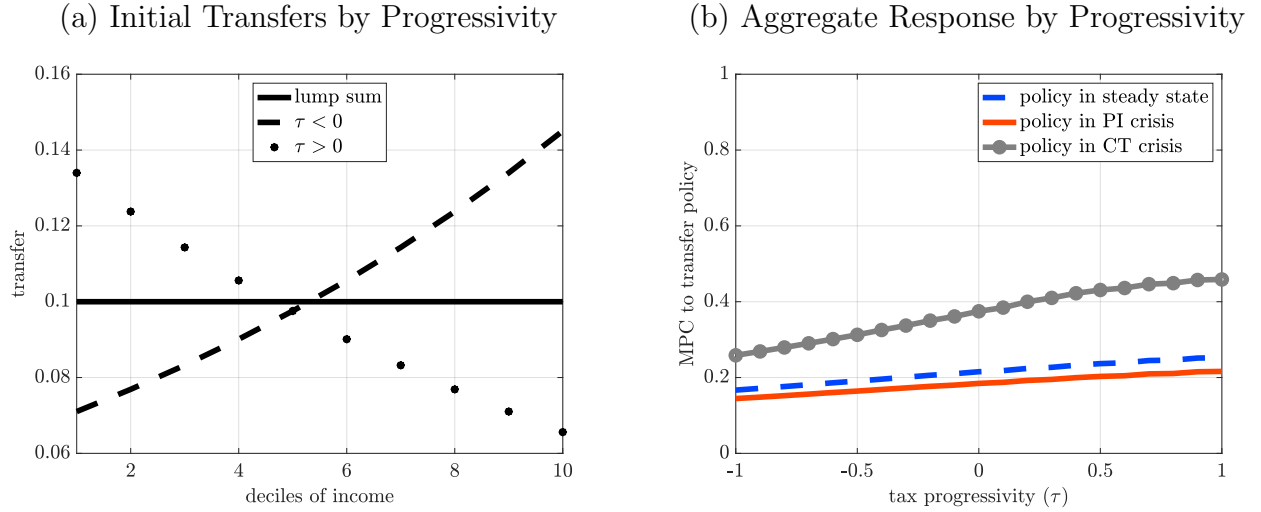 (a) Initial Transfers by Progressivity
0.16
0.14
0.12
0.1
0.08
0.06
transfer
lump sum
τ < 0
τ > 0
2 4 6 8 10
deciles of income
(b) Aggregate Response by Progressivity
1
0.8
0.6
0.4
0.2
0
MPC to transfer policy
policy in steady state
policy in PI crisis
policy in CT crisis
-1 -0.5 0 0.5 1
tax progressivity (τ)